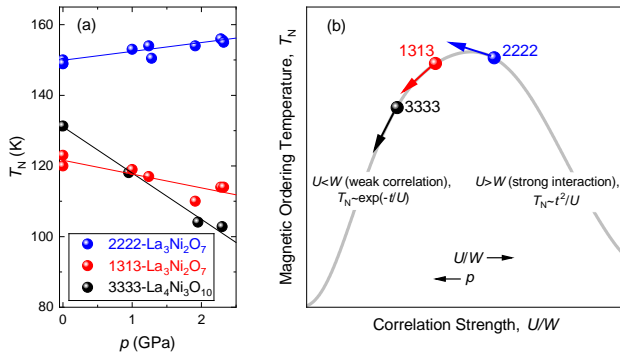 (a)
160
140
120
100
80
T_N (K)
0
1
2
p (GPa)
2222-La₃Ni₂O₇
1313-La₃Ni₂O₇
3333-La₄Ni₃O₁₀
(b)
Magnetic Ordering Temperature, T_N
1313
2222
3333
U<W (weak correlation),
T_N~exp(-t/U)
U>W (strong interaction),
T_N~t²/U
U/W
p
Correlation Strength, U/W